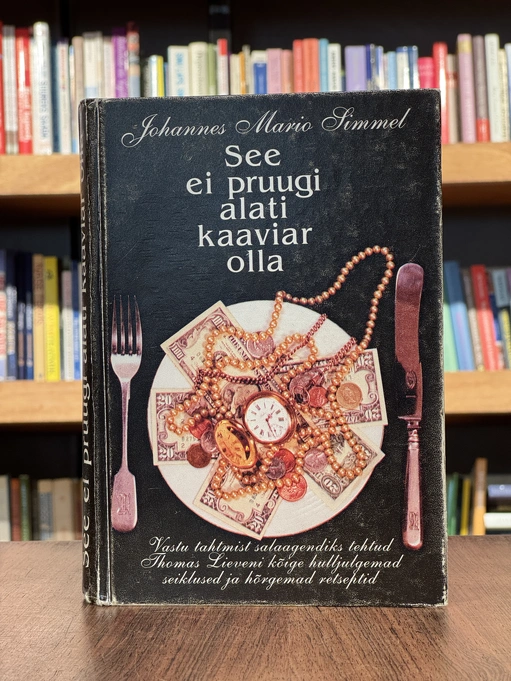 Johannes Mario Simmel
See
ei pruugi
alati
kaaviar
olla
Vastu tahtmist salaagendiks tehtud
Thomas Lieveni kõige hulljulgemad
seiklused ja hõrgemad retseptid
See ei pruugi alati kaaviar